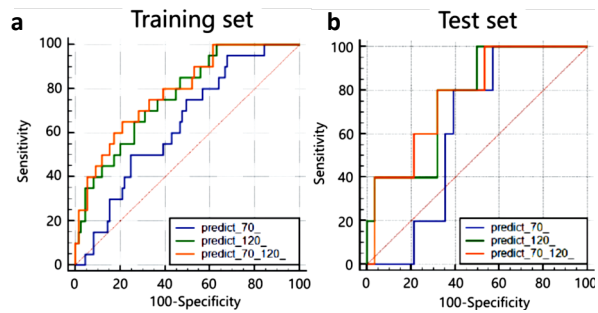 a
Training set
100
80
60
40
20
0
Sensitivity
0
20
40
60
80
100
100-Specificity
predict_70_
predict_120_
predict_70_120_
b
Test set
100
80
60
40
20
0
Sensitivity
0
20
40
60
80
100
100-Specificity
predict_70_
predict_120_
predict_70_120_